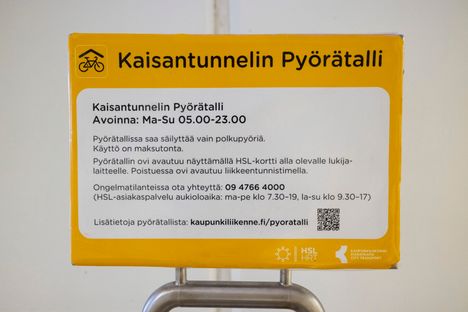 Kaisantunnelin Pyörätalli
Kaisantunnelin Pyörätalli
Avoinna: Ma-Su 05.00-23.00
Pyörätallissa saa säilyttää vain polkupyöriä.
Käyttö on maksutonta.
Pyörätallin ovi avautuu näyttämällä HSL-kortti alla olevalle lukija-
laitteelle. Poistuessa ovi avautuu liikkeentunnistimella.
Ongelmatilanteissa ota yhteyttä: 09 4766 4000
(HSL-asiakaspalvelu aukioloaika: ma-pe klo 7.30–19, la-su klo 9.30–17)
Lisätietoja pyörätallista: kaupunkiliikenne.fi/pyoratalli
HSL
HRT
KAUPUNKILIIKENNE
CITY TRANSPORT